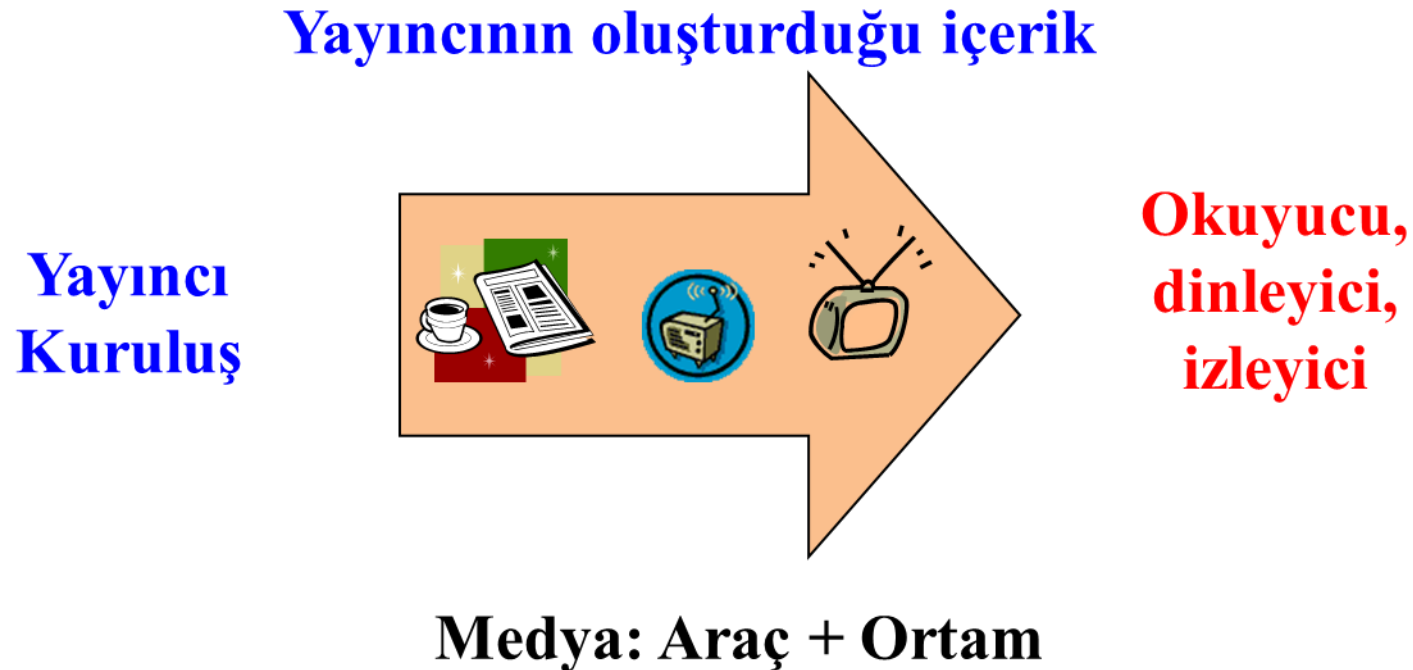 Yayıncının oluşturduğu içerik
Yayıncı
Kuruluş
Okuyucu,
dinleyici,
izleyici
Medya: Araç + Ortam